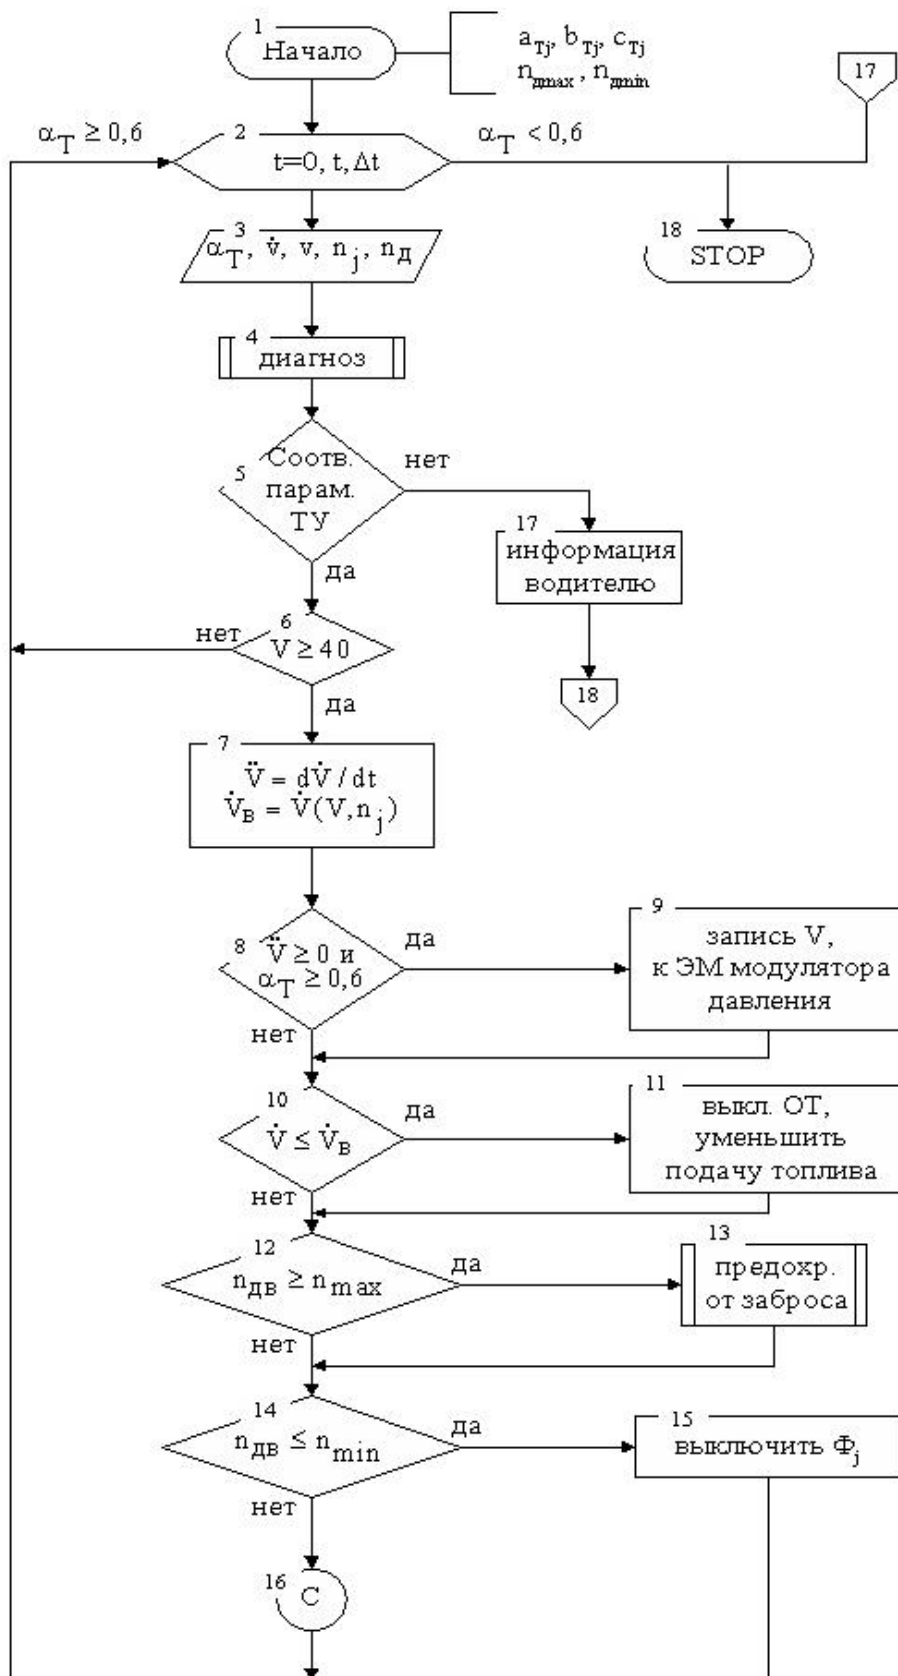 1
Начало
a_Tj, b_Tj, c_Tj
n_дmax, n_дmin
17
α_T ≥ 0,6
2
t=0, t, Δt
α_T < 0,6
3
α_T, v̇, v, n_j, n_д
18
STOP
4
диагноз
5
Соотв.
парам.
ТУ
нет
да
17
информация
водителю
18
6
V ≥ 40
нет
да
7
V̈ = dV̇ / dt
V̇_в = V̇(V, n_j)
8
V̈ ≥ 0 и
α_T ≥ 0,6
да
нет
9
запись V,
к ЭМ модулятора
давления
10
V̇ ≤ V̇_в
да
нет
11
выкл. ОТ,
уменьшить
подачу топлива
12
n_дв ≥ n_max
да
нет
13
предохр.
от заброса
14
n_дв ≤ n_min
да
нет
15
выключить Φ_j
16
С